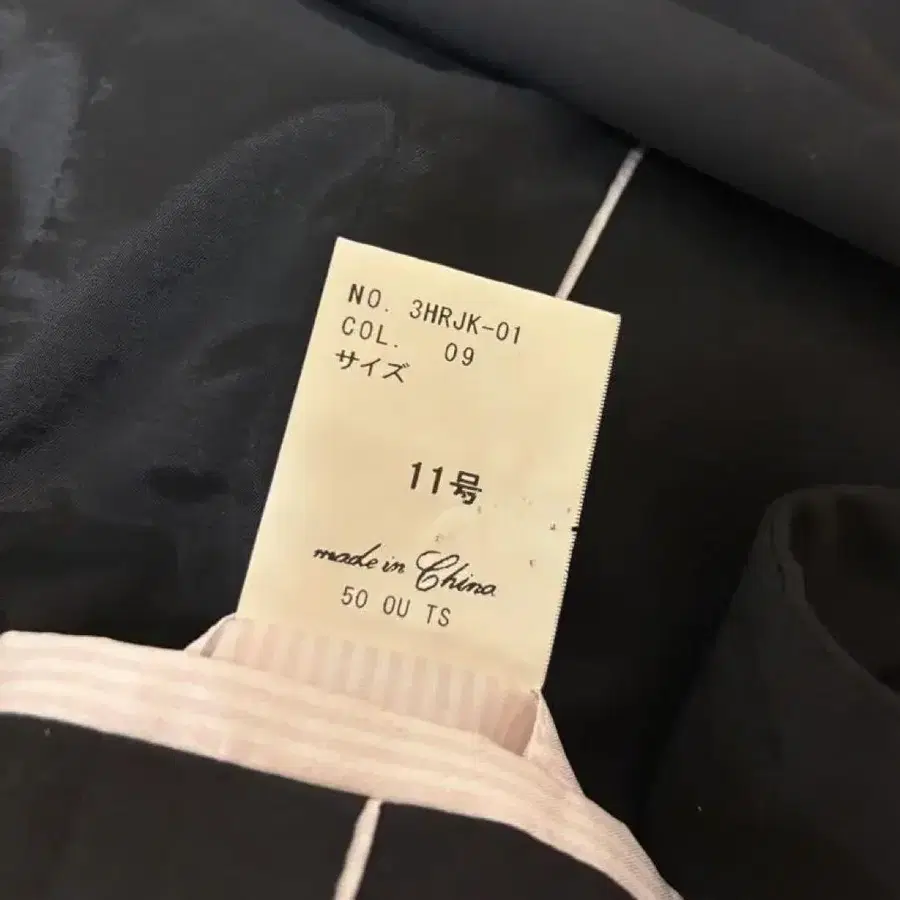 NO. 3HRJK-01
COL. 09
サイズ
11号
made in China
50 OU TS